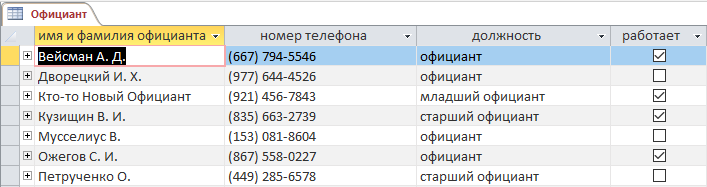 Официант
имя и фамилия официанта номер телефона должность работает
Вейсман А. Д. (667) 794-5546 официант
Дворецкий И. Х. (977) 644-4526 официант
Кто-то Новый Официант (921) 456-7843 младший официант
Кузищин В. И. (835) 663-2739 старший официант
Мусселиус В. (153) 081-8604 официант
Ожегов С. И. (867) 558-0227 официант
Петрученко О. (449) 285-6578 старший официант